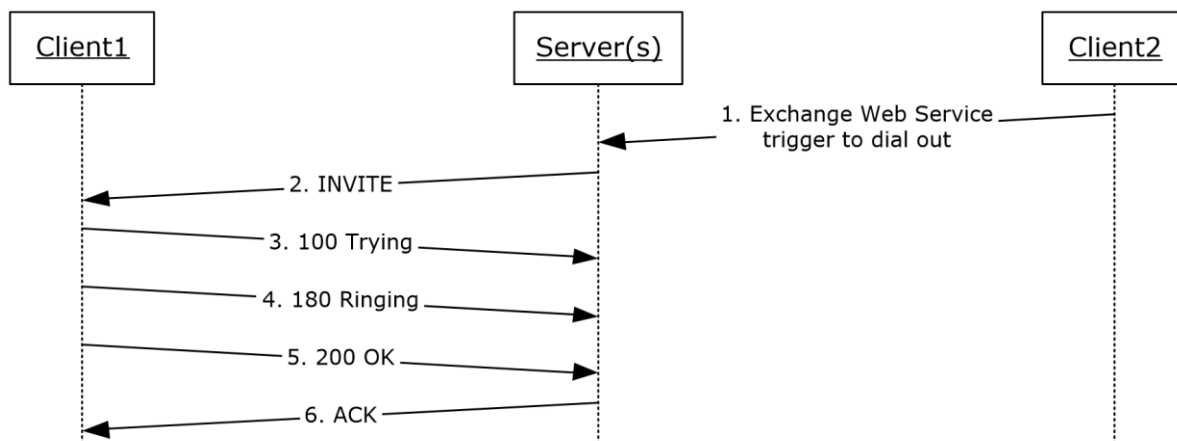 Client1
Server(s)
Client2
1. Exchange Web Service
trigger to dial out
2. INVITE
3. 100 Trying
4. 180 Ringing
5. 200 OK
6. ACK